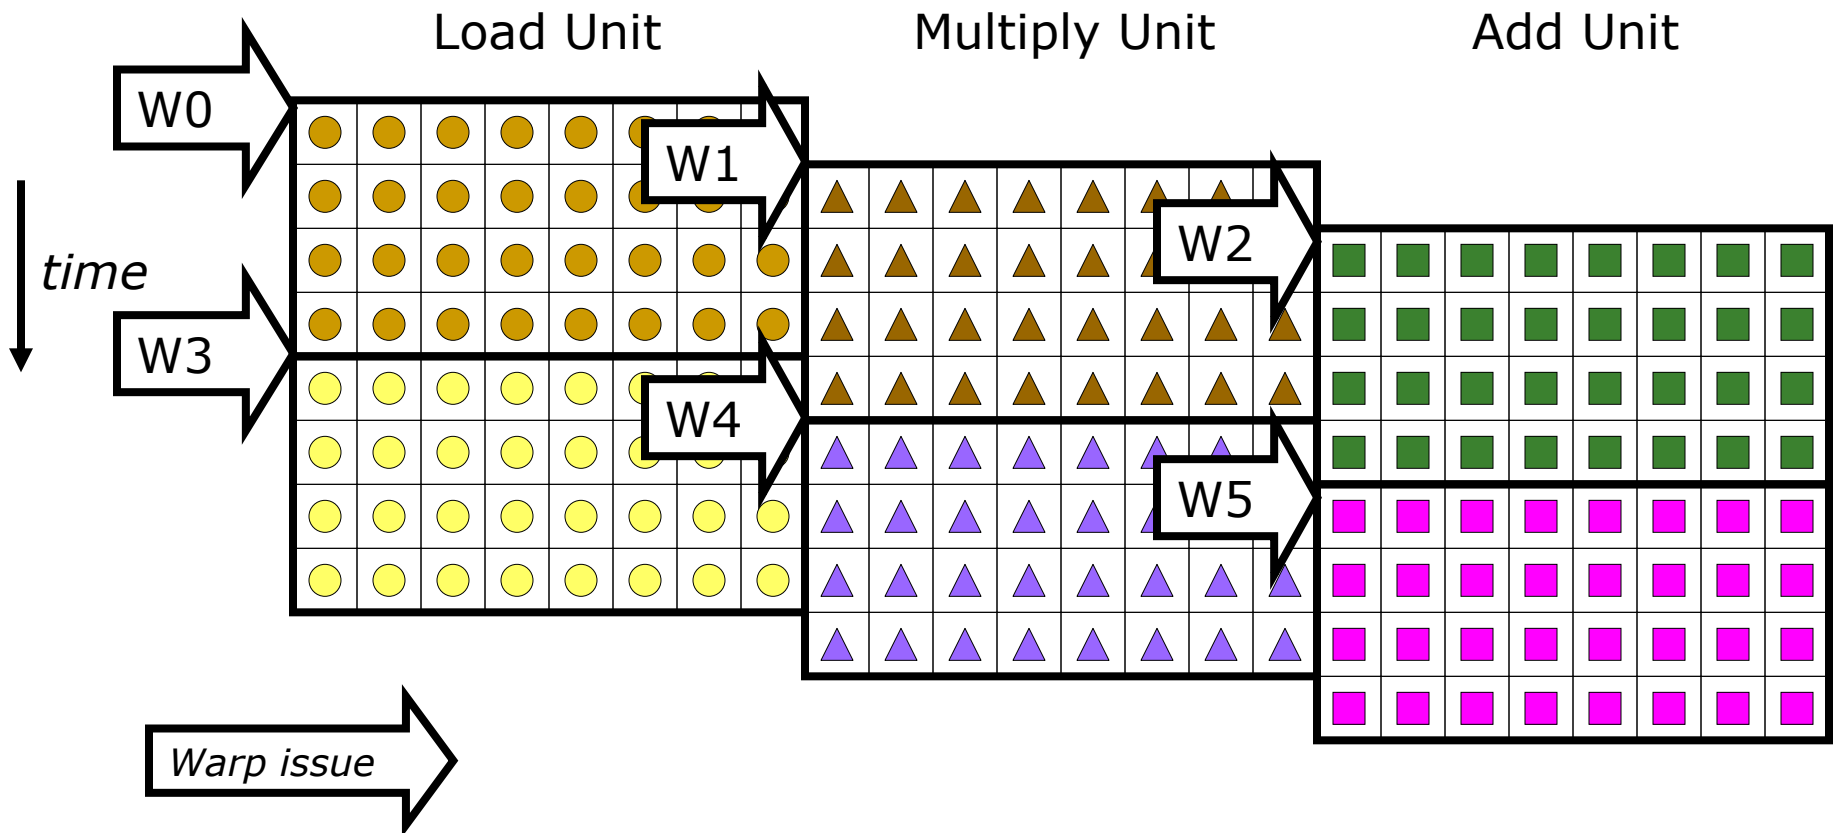 Load Unit
Multiply Unit
Add Unit
W0
W1
W2
time
W3
W4
W5
Warp issue